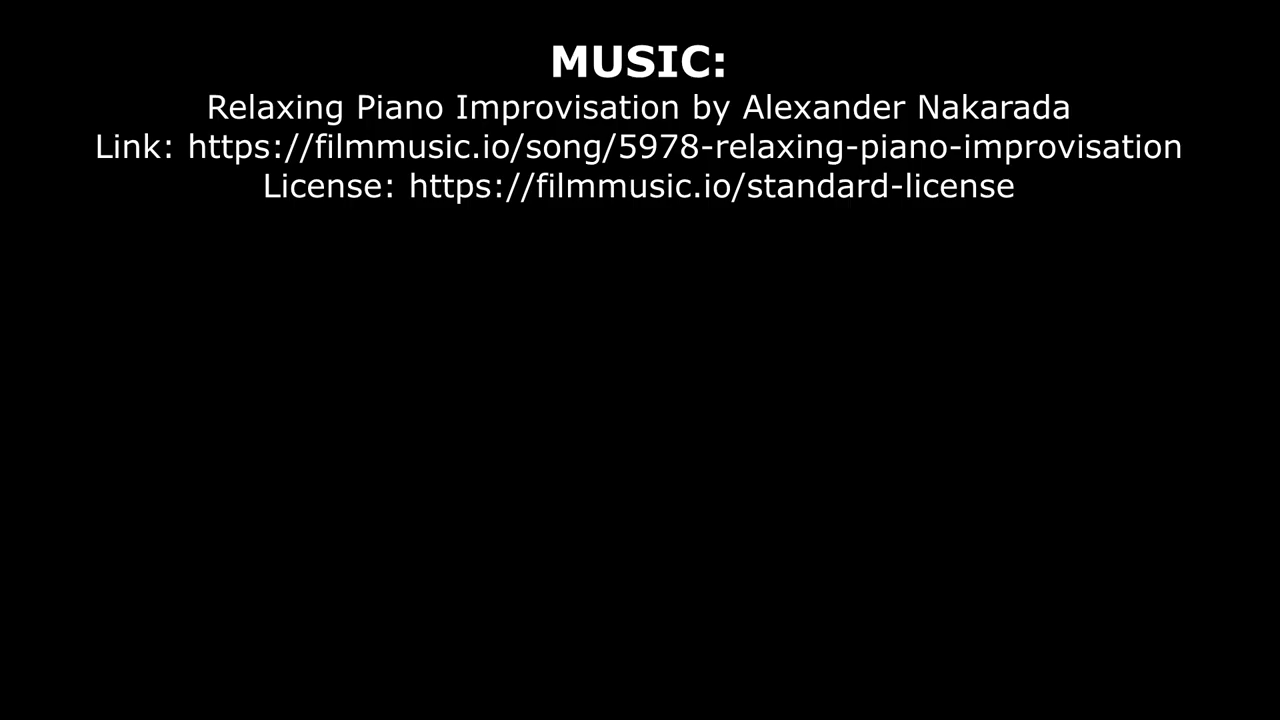 MUSIC:
Relaxing Piano Improvisation by Alexander Nakarada
Link: https://filmmusic.io/song/5978-relaxing-piano-improvisation
License: https://filmmusic.io/standard-license